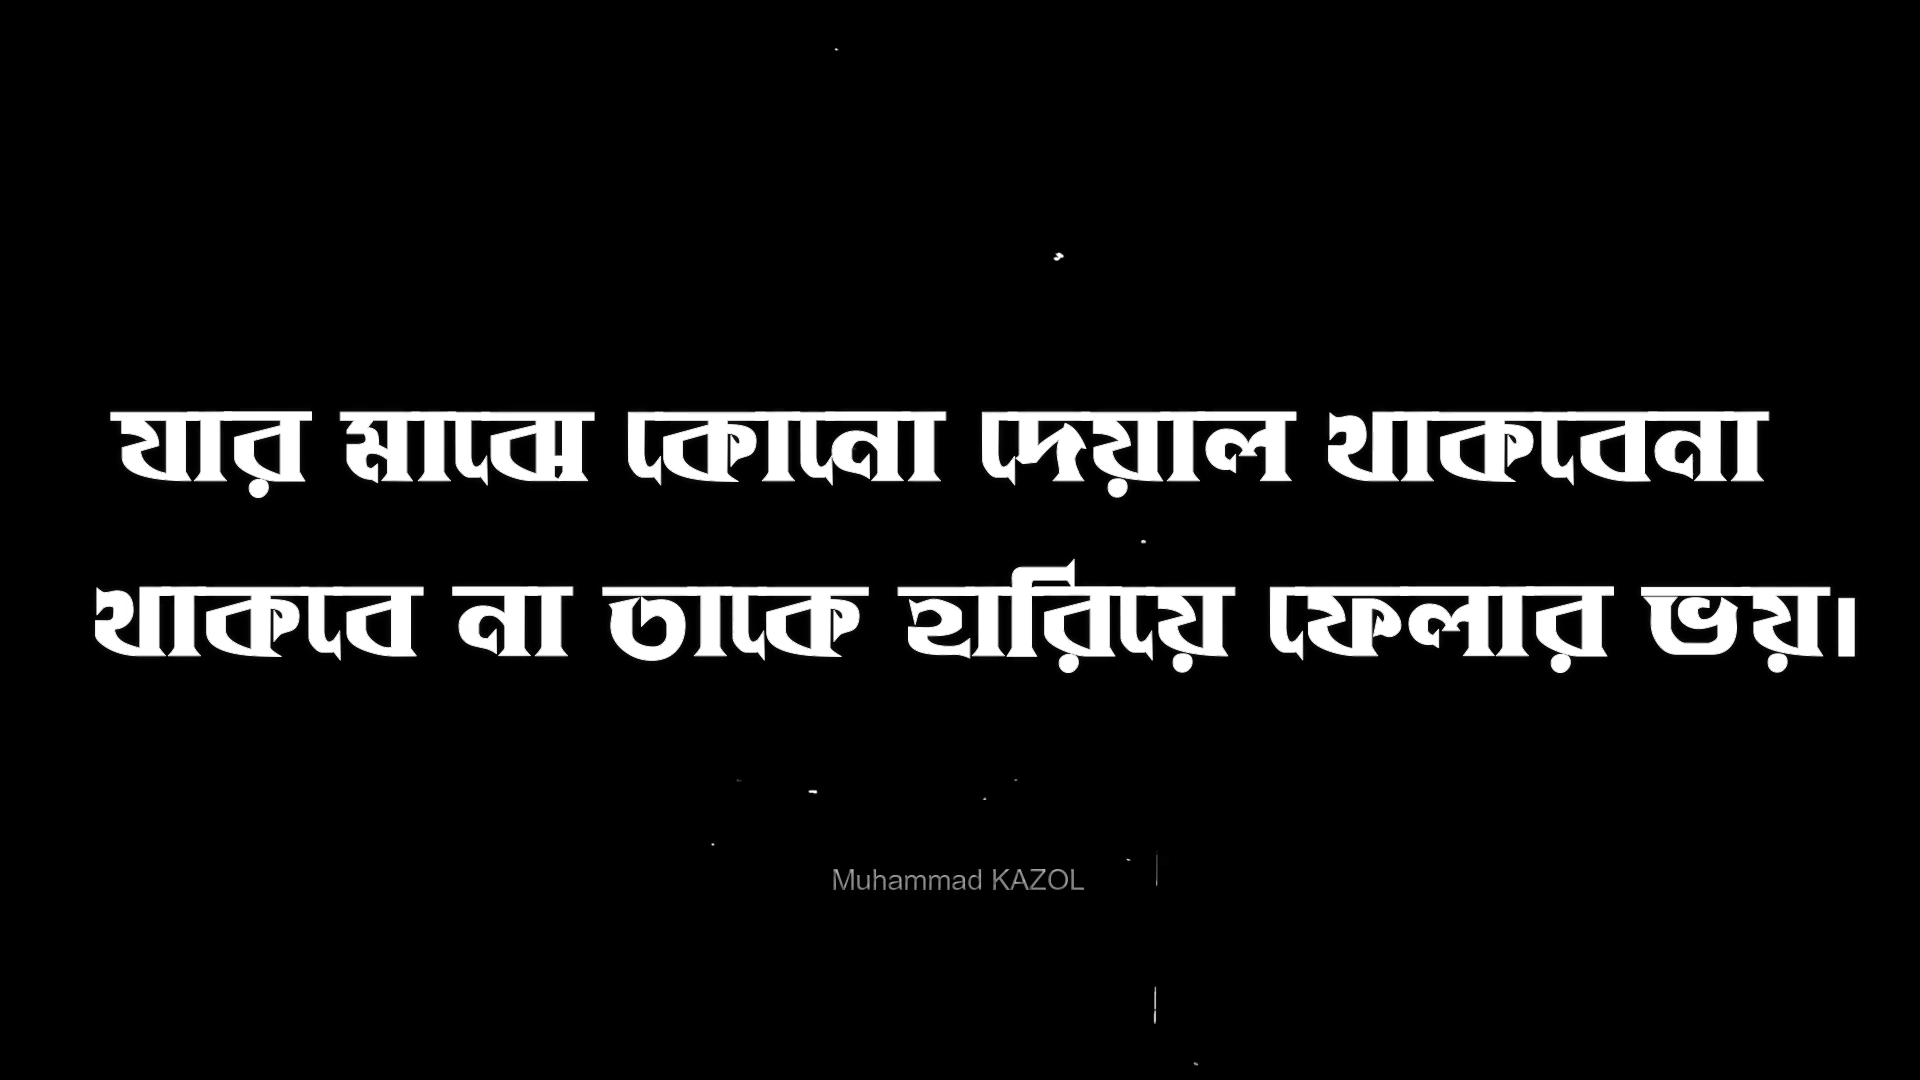 যার মাঝে কোনো দেয়াল থাকবেনা
থাকবে না তাকে হারিয়ে ফেলার ভয়।
Muhammad KAZOL